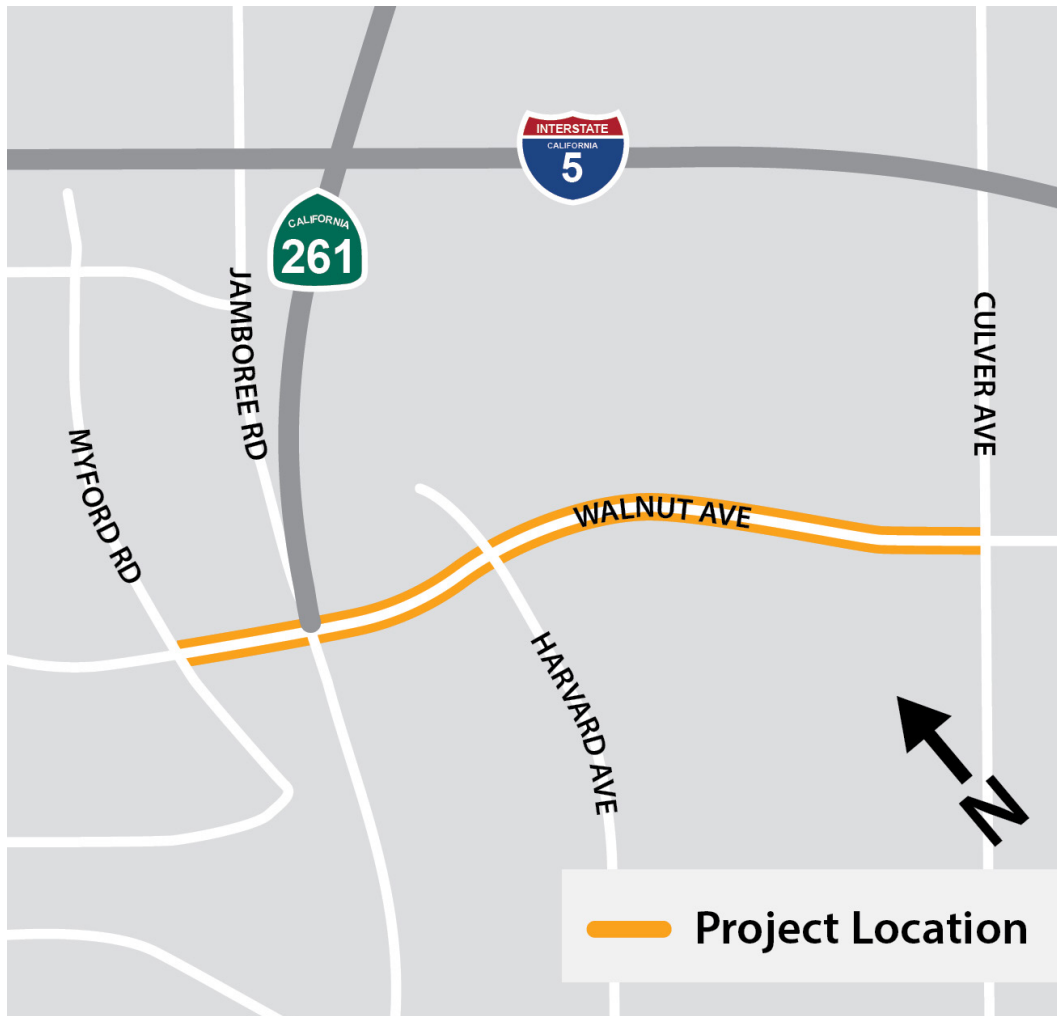 INTERSTATE
CALIFORNIA
5
CALIFORNIA
261
JAMBOREE RD
CULVER AVE
MYFORD RD
WALNUT AVE
HARVARD AVE
N
Project Location